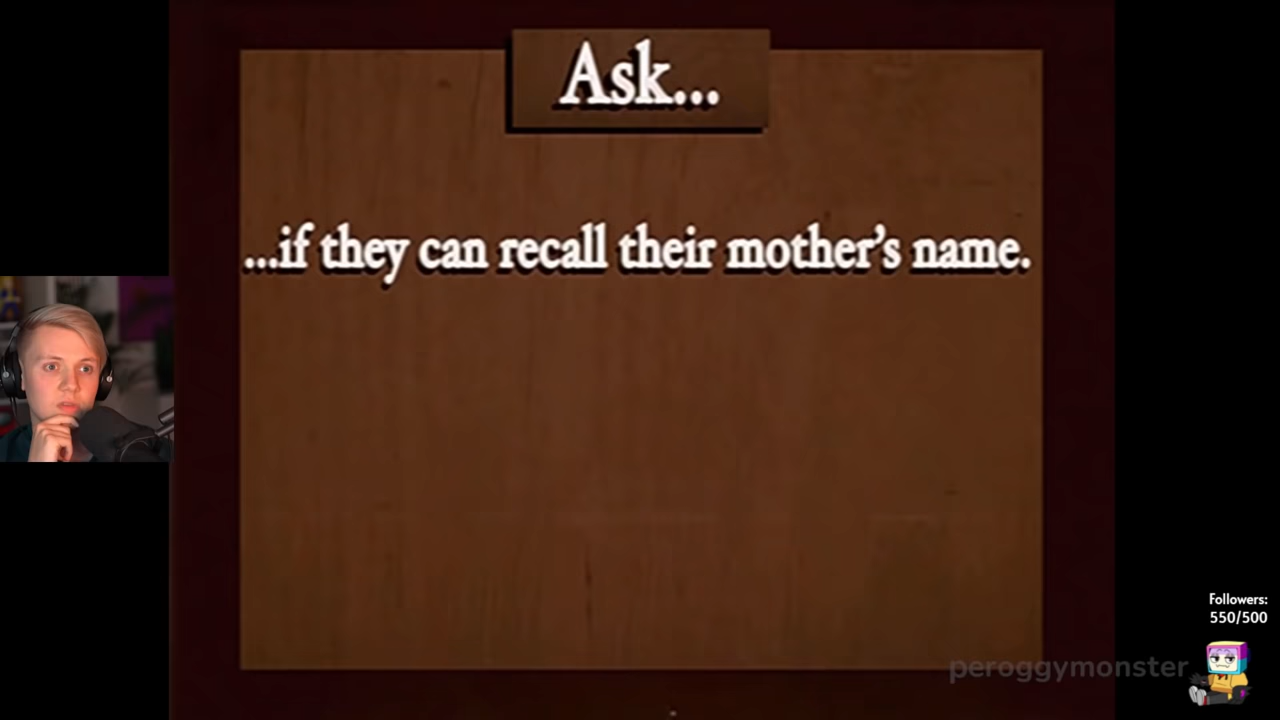 Ask...
...if they can recall their mother's name.
Followers:
550/500
peroggymonster